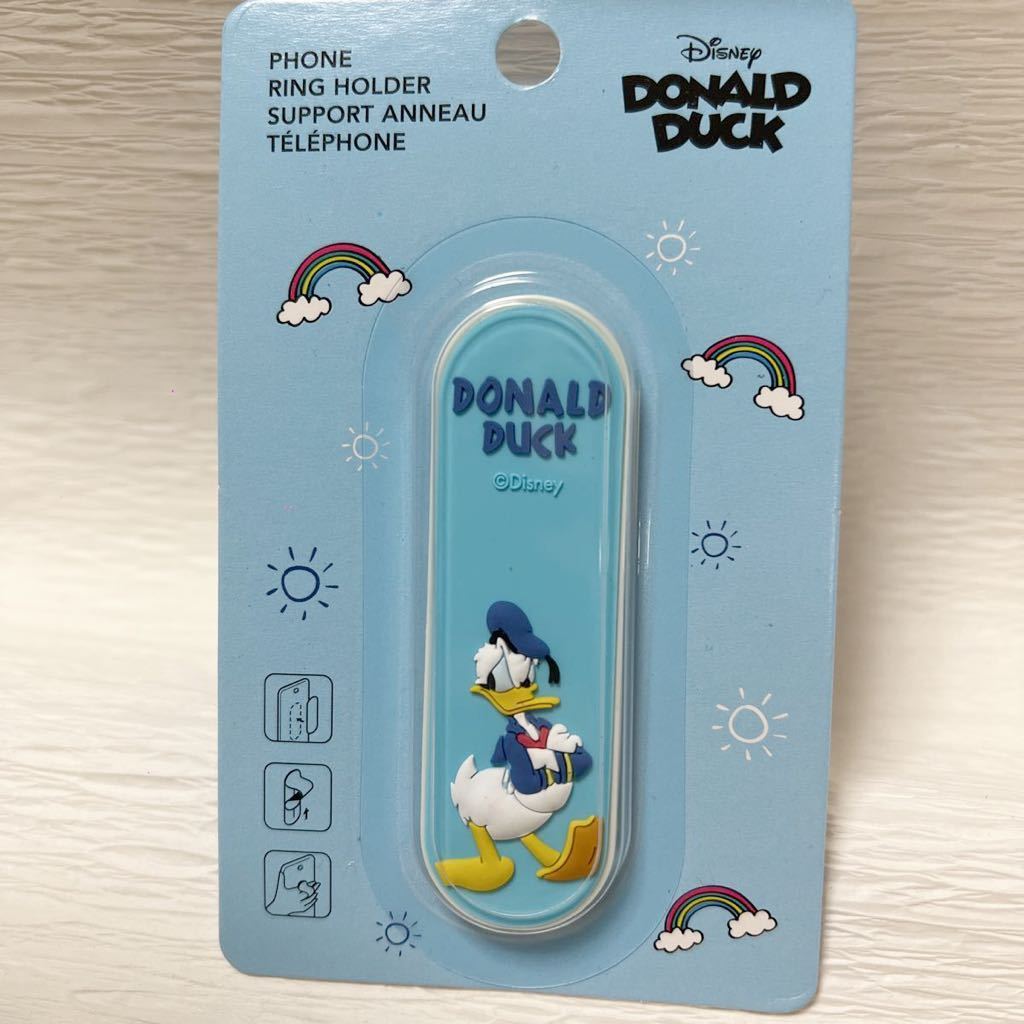 PHONE
RING HOLDER
SUPPORT ANNEAU
TÉLÉPHONE
Disney
DONALD
DUCK
DONALD
DUCK
©Disney